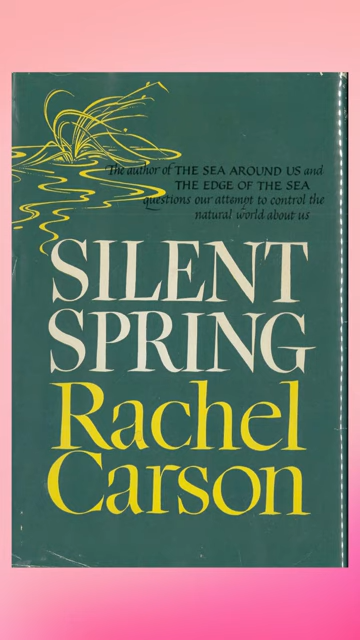 The author of THE SEA AROUND US and
THE EDGE OF THE SEA
questions our attempt to control the
natural world about us
SILENT
SPRING
Rachel
Carson